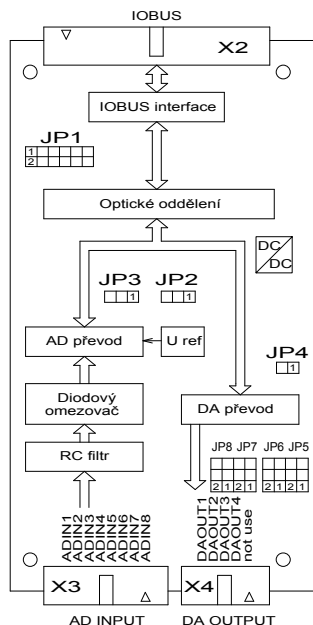 IOBUS
X2
IOBUS interface
JP1
1
2
Optické oddělení
DC
DC
JP3 JP2
1 1
AD převod
U ref
JP4
1
Diodový
omezovač
DA převod
RC filtr
JP8 JP7 JP6 JP5
2 1 2 1 2 1 2 1
ADIN1
ADIN2
ADIN3
ADIN4
ADIN5
ADIN6
ADIN7
ADIN8
DAOUT1
DAOUT2
DAOUT3
DAOUT4
not use
X3
X4
AD INPUT
DA OUTPUT